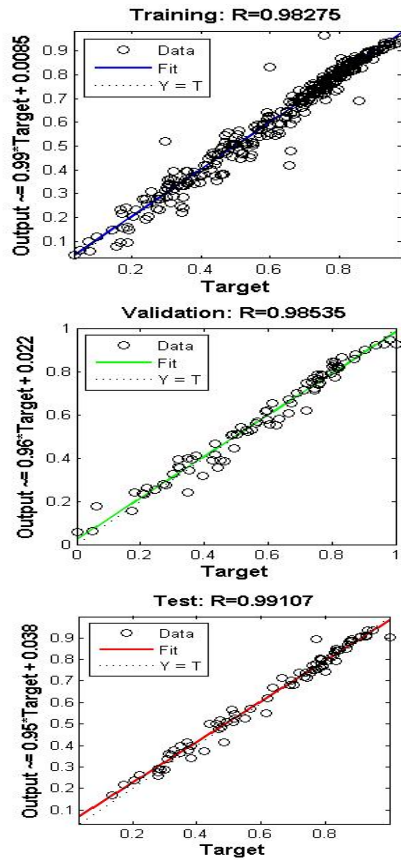 Training: R=0.98275
Output ~= 0.99*Target + 0.0085
0.9
0.8
0.7
0.6
0.5
0.4
0.3
0.2
0.1
Data
Fit
Y = T
0.2
0.4
0.6
0.8
Target
Validation: R=0.98535
Output ~= 0.96*Target + 0.022
1
0.8
0.6
0.4
0.2
0
Data
Fit
Y = T
0
0.2
0.4
0.6
0.8
1
Target
Test: R=0.99107
Output ~= 0.95*Target + 0.038
0.9
0.8
0.7
0.6
0.5
0.4
0.3
0.2
0.1
Data
Fit
Y = T
0.2
0.4
0.6
0.8
Target